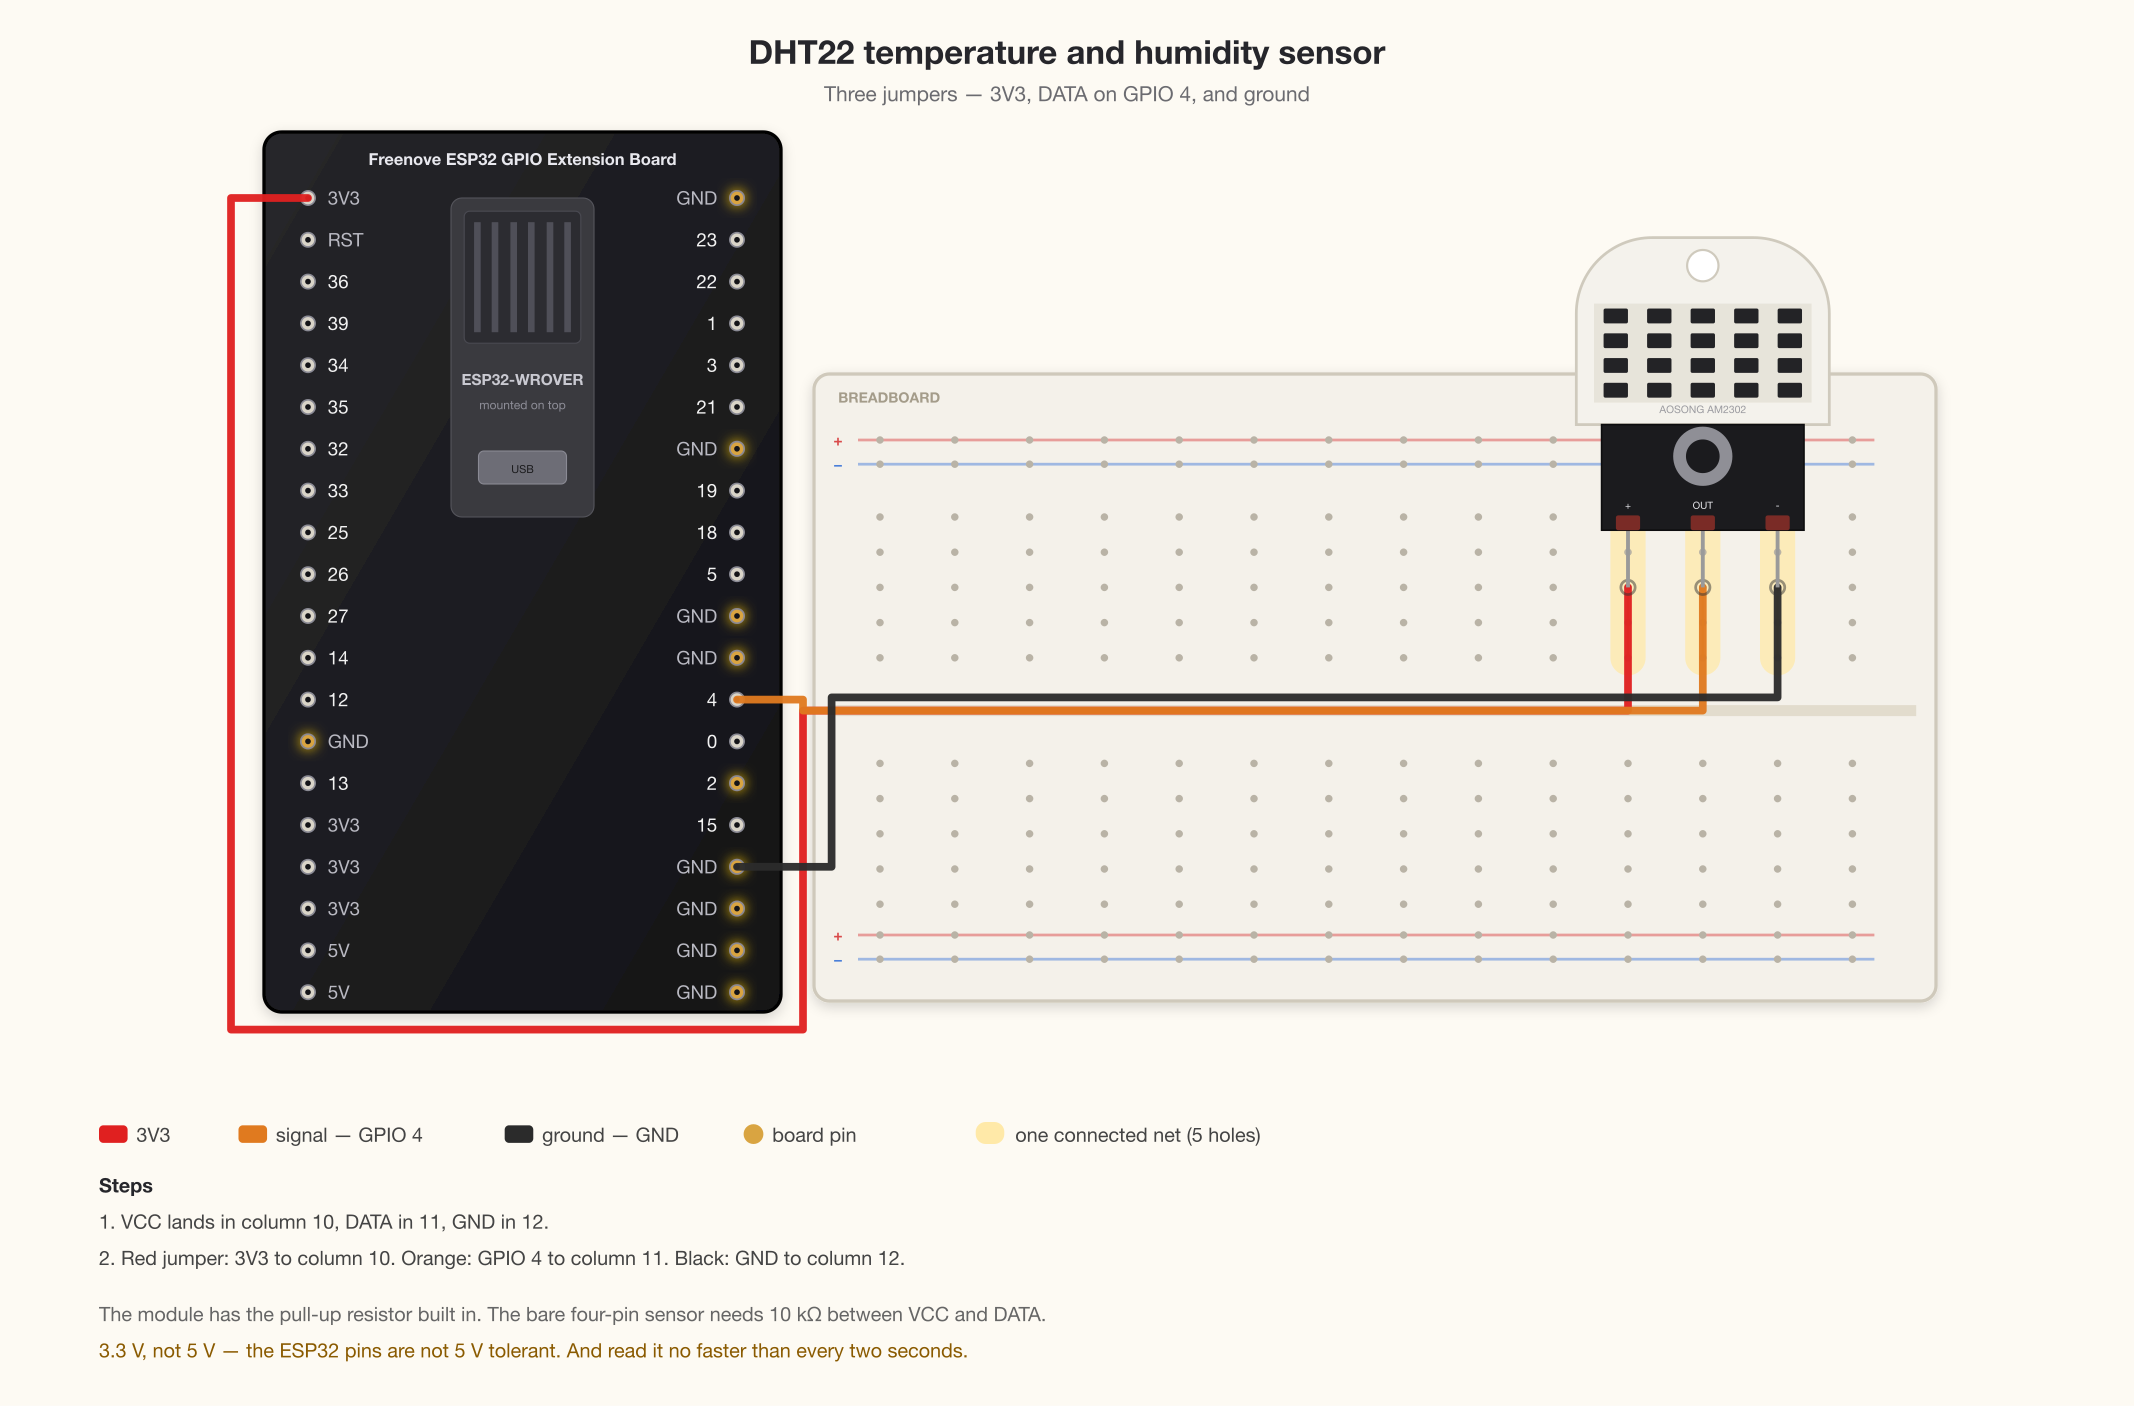 DHT22 temperature and humidity sensor
Three jumpers — 3V3, DATA on GPIO 4, and ground
Freenove ESP32 GPIO Extension Board
3V3 GND
RST 23
36 22
39 1
34 3
35 21
32 GND
33 19
25 18
26 5
27 GND
14 GND
12 4
GND 0
13 2
3V3 15
3V3 GND
3V3 GND
5V GND
5V GND
ESP32-WROVER
mounted on top
USB
BREADBOARD
+
−
AOSONG AM2302
+ OUT -
+
−
3V3
signal — GPIO 4
ground — GND
board pin
one connected net (5 holes)
Steps
1. VCC lands in column 10, DATA in 11, GND in 12.
2. Red jumper: 3V3 to column 10. Orange: GPIO 4 to column 11. Black: GND to column 12.
The module has the pull-up resistor built in. The bare four-pin sensor needs 10 kΩ between VCC and DATA.
3.3 V, not 5 V — the ESP32 pins are not 5 V tolerant. And read it no faster than every two seconds.